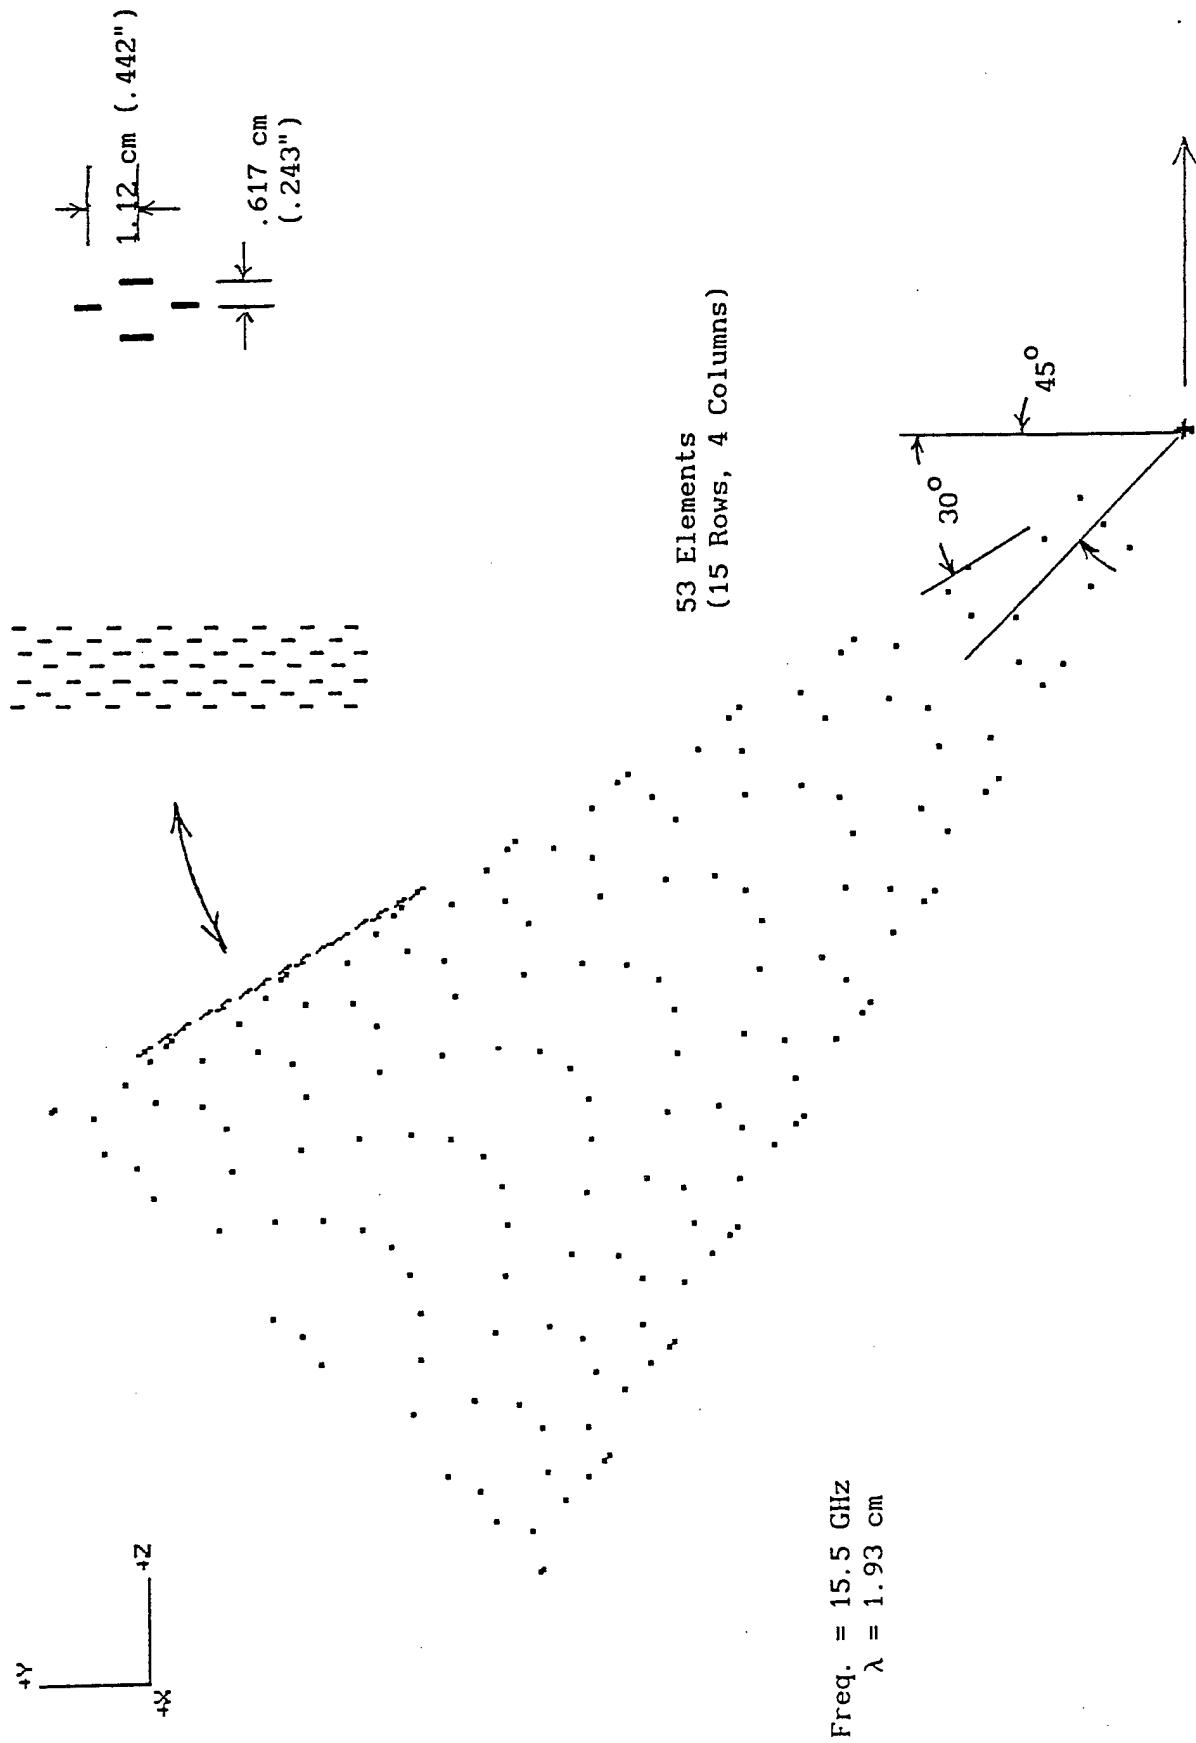 1.12 cm (.442")
.617 cm
(.243")
53 Elements
(15 Rows, 4 Columns)
30°
45°
+Y
+X
+Z
Freq. = 15.5 GHz
λ = 1.93 cm